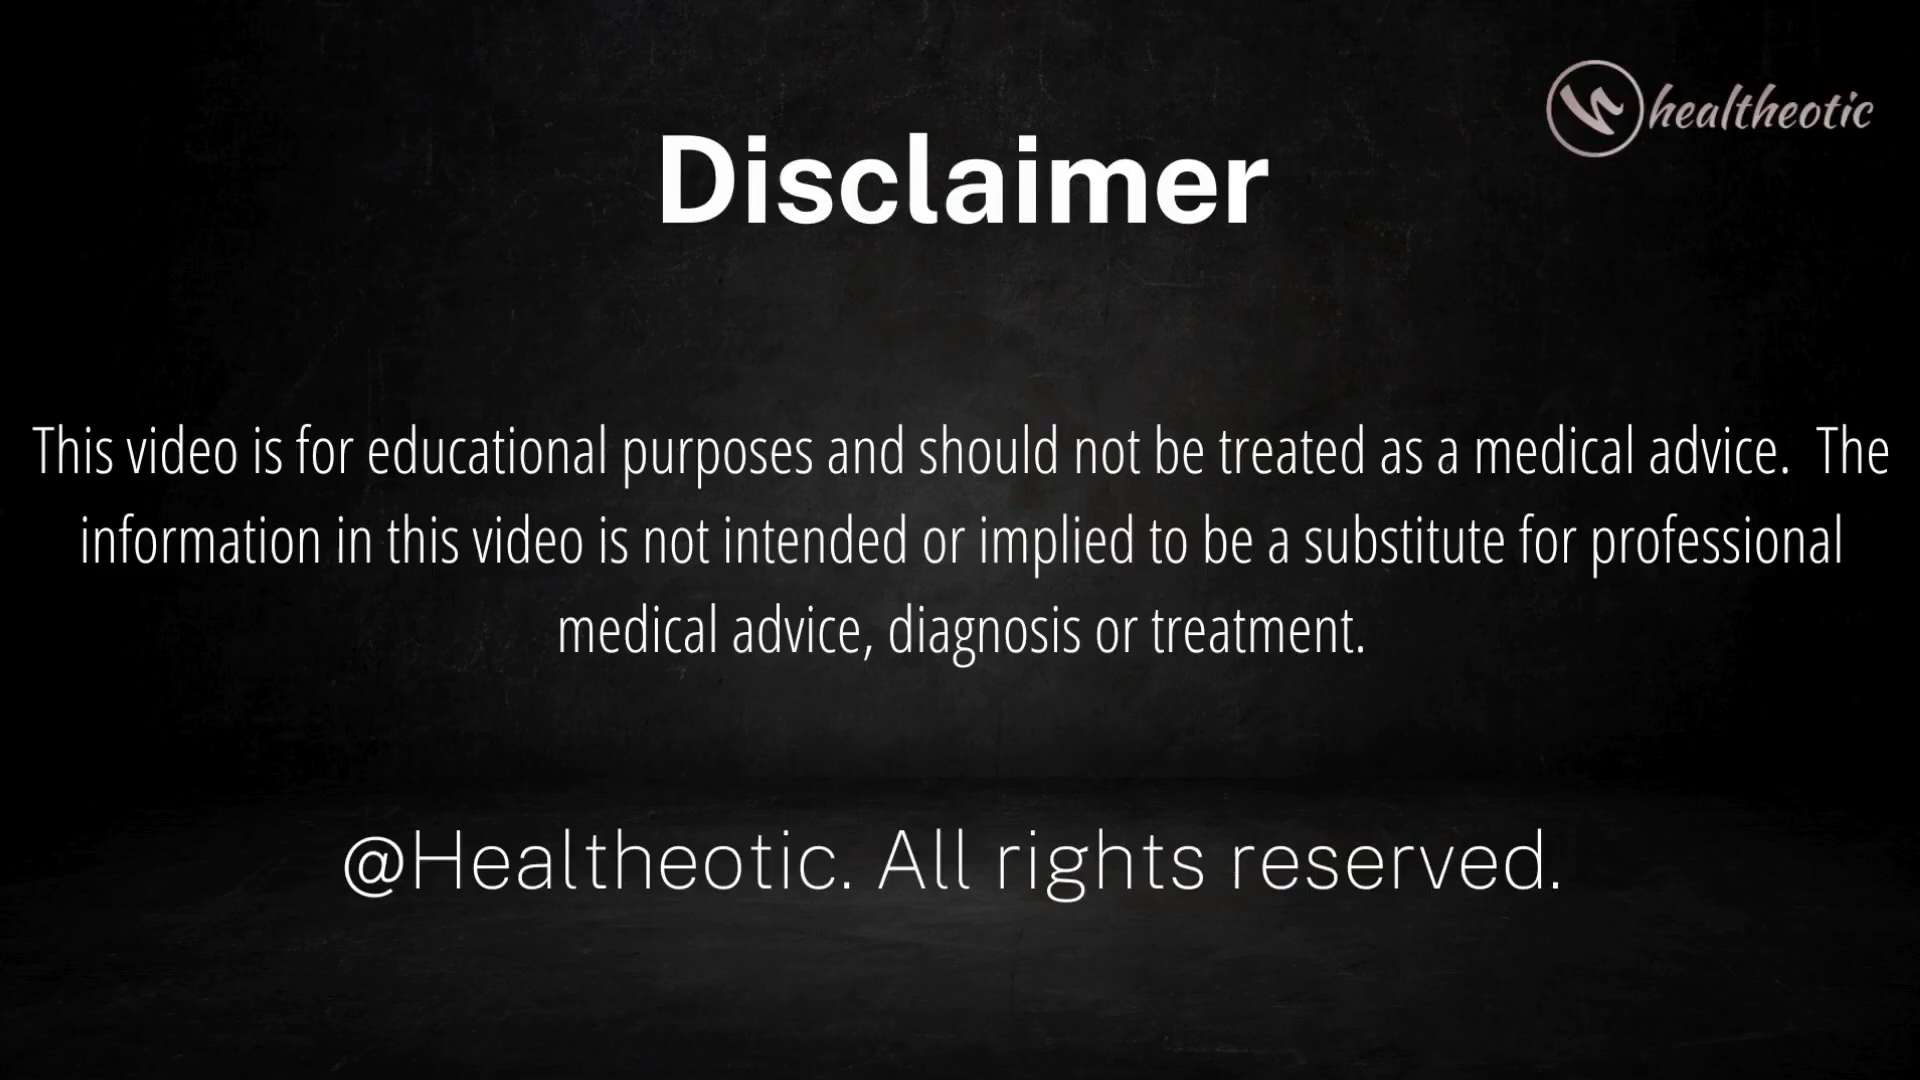 healtheotic
Disclaimer
This video is for educational purposes and should not be treated as a medical advice.  The
information in this video is not intended or implied to be a substitute for professional
medical advice, diagnosis or treatment.
@Healtheotic. All rights reserved.